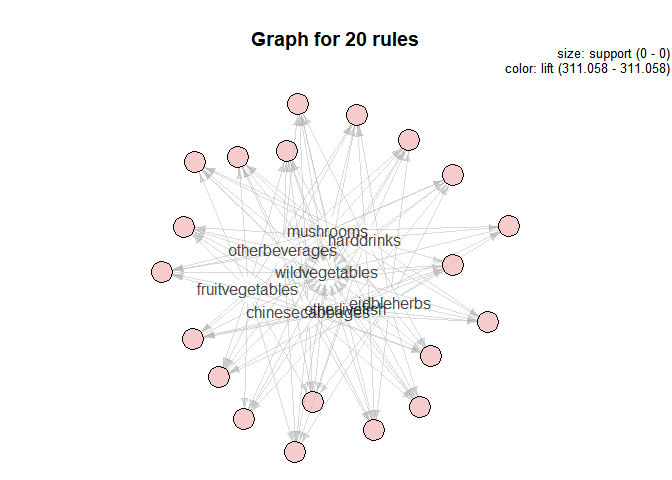 Graph for 20 rules
size: support (0 - 0)
color: lift (311.058 - 311.058)
mushrooms
harddrinks
otherbeverages
wildvegetables
fruitvegetables
eidbleherbs
otherlivefish
chinesecabbages